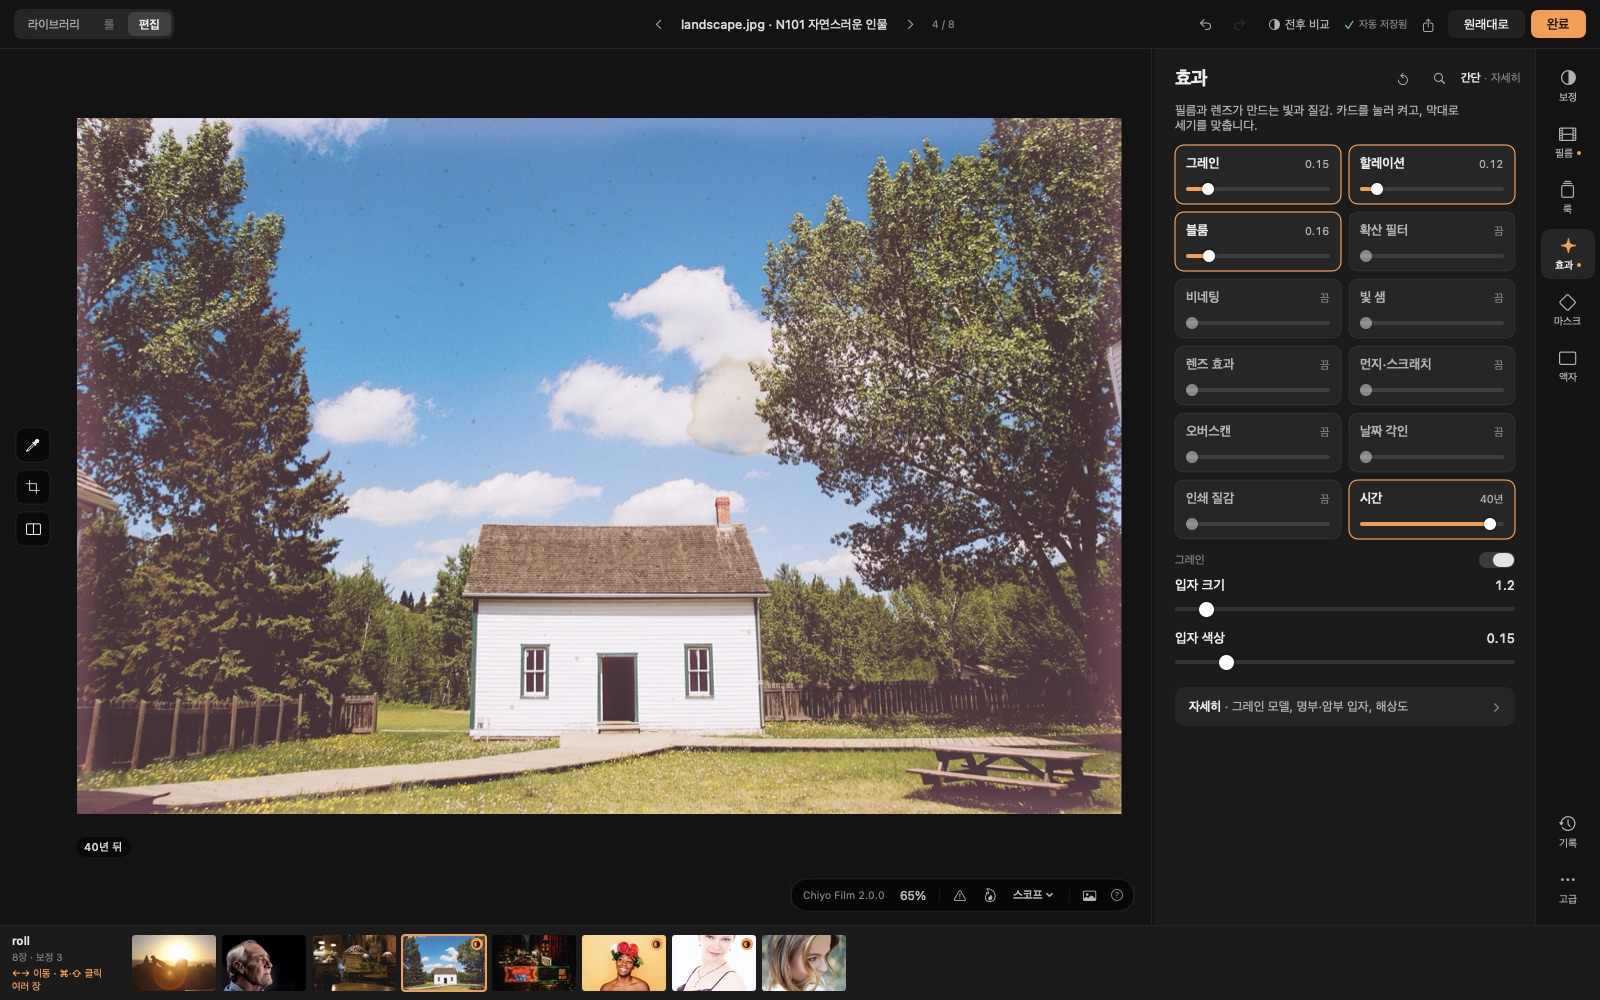 라이브러리 롤 편집
landscape.jpg · N101 자연스러운 인물 4 / 8
전후 비교 자동 저장됨 원래대로 완료
효과 간단 · 자세히
필름과 렌즈가 만드는 빛과 질감. 카드를 눌러 켜고, 막대로
세기를 맞춥니다.
그레인 0.15 할레이션 0.12
블룸 0.16 확산 필터 끔
비네팅 끔 빛 샘 끔
렌즈 효과 끔 먼지·스크래치 끔
오버스캔 끔 날짜 각인 끔
인쇄 질감 끔 시간 40년
그레인
입자 크기 1.2
입자 색상 0.15
자세히 · 그레인 모델, 명부·암부 입자, 해상도
보정
필름
룩
효과
마스크
액자
기록
고급
40년 뒤
Chiyo Film 2.0.0 65% 스코프
roll
8장 · 보정 3
←→ 이동 · ⌘·⇧ 클릭
여러 장